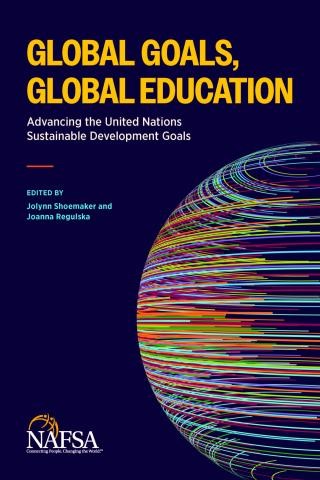 GLOBAL GOALS,
GLOBAL EDUCATION
Advancing the United Nations
Sustainable Development Goals
EDITED BY
Jolynn Shoemaker and
Joanna Regulska
NAFSA
Connecting People. Changing the World.™